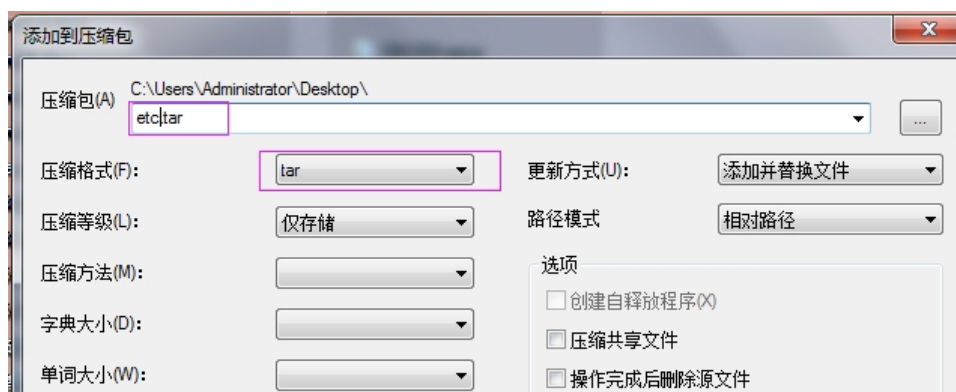 添加到压缩包
压缩包(A) C:\Users\Administrator\Desktop\
etc.tar
...
压缩格式(F): tar 更新方式(U): 添加并替换文件
压缩等级(L): 仅存储 路径模式 相对路径
压缩方法(M): 选项
创建自释放程序(X)
字典大小(D): 压缩共享文件
单词大小(W): 操作完成后删除源文件